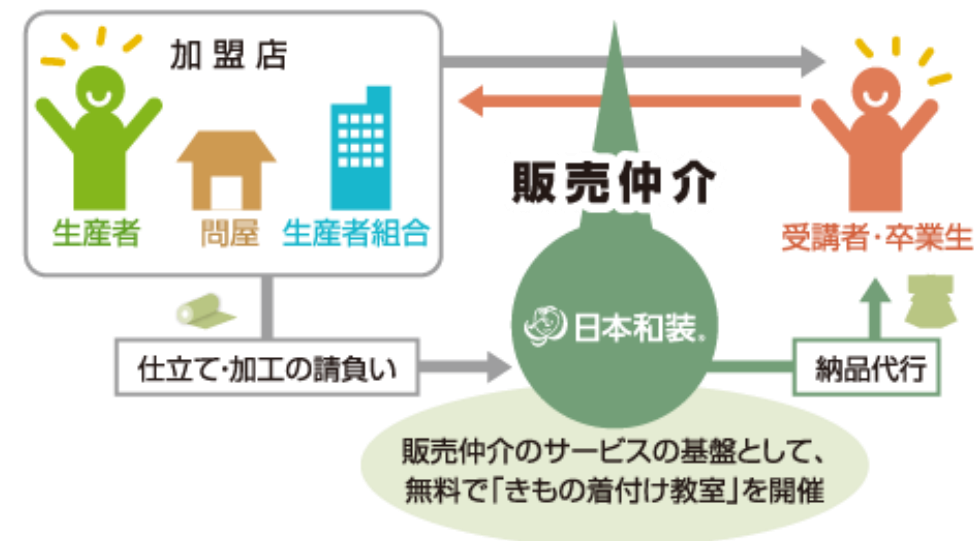 加盟店
生産者
問屋
生産者組合
販売仲介
受講者・卒業生
仕立て・加工の請負い
日本和装®
納品代行
販売仲介のサービスの基盤として、
無料で「きもの着付け教室」を開催